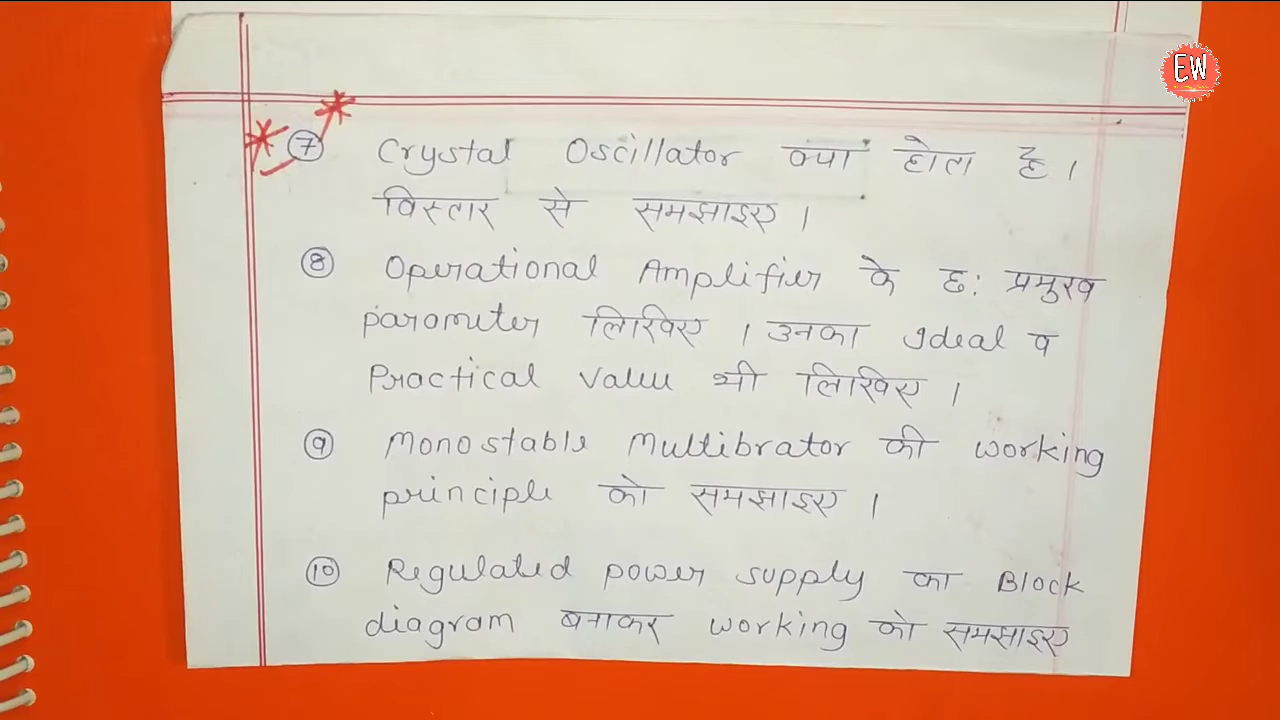 EW
⑦ Crystal Oscillator क्या होता है।
विस्तार से समझाइए।
⑧ Operational Amplifier के छ: प्रमुख
parameter लिखिए। उनका Ideal व
Practical Value भी लिखिए।
⑨ Monostable Multibrator की working
principle को समझाइए।
⑩ Regulated power supply का Block
diagram बनाकर working को समझाइए